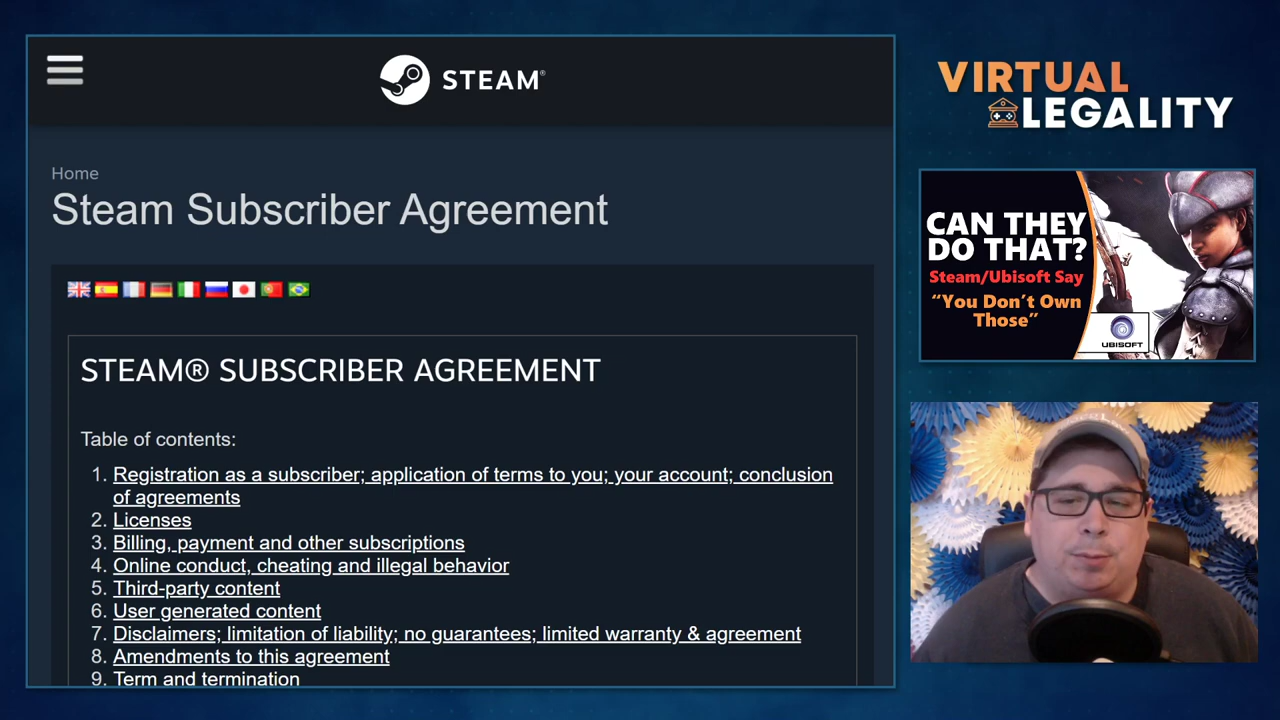 STEAM®
Home
Steam Subscriber Agreement
STEAM® SUBSCRIBER AGREEMENT
Table of contents:
1. Registration as a subscriber; application of terms to you; your account; conclusion
of agreements
2. Licenses
3. Billing, payment and other subscriptions
4. Online conduct, cheating and illegal behavior
5. Third-party content
6. User generated content
7. Disclaimers; limitation of liability; no guarantees; limited warranty & agreement
8. Amendments to this agreement
9. Term and termination
VIRTUAL
LEGALITY
CAN THEY
DO THAT?
Steam/Ubisoft Say
“You Don’t Own
Those”
UBISOFT